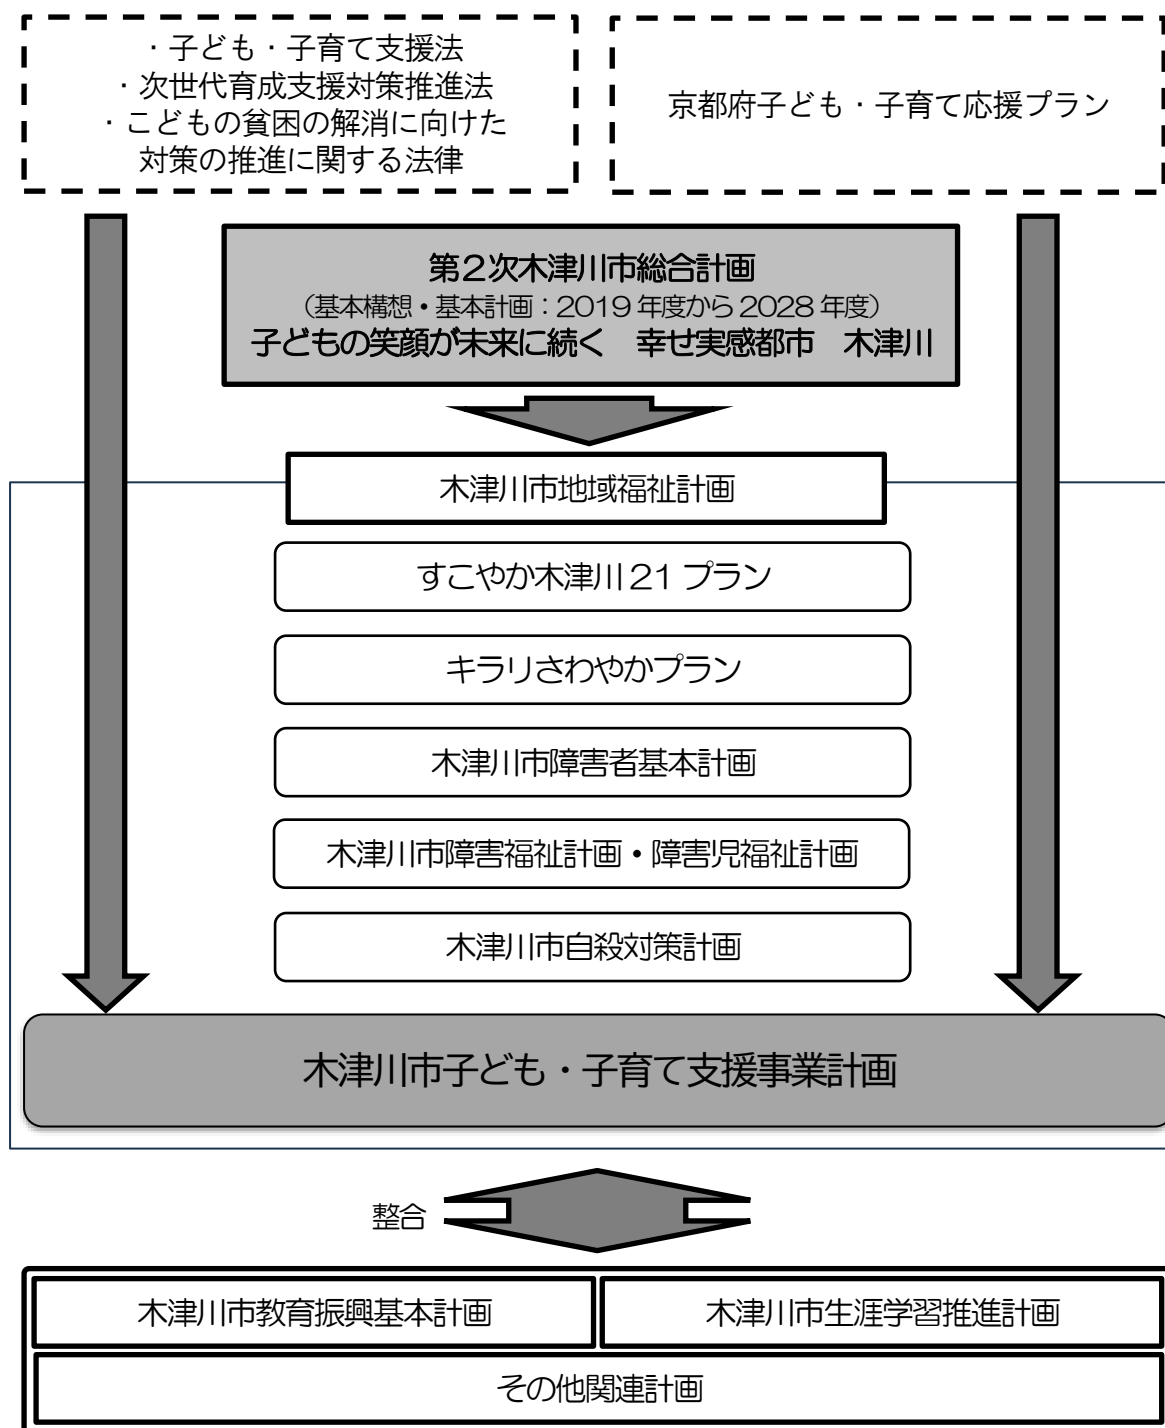 ・子ども・子育て支援法
・次世代育成支援対策推進法
・こどもの貧困の解消に向けた
対策の推進に関する法律
京都府子ども・子育て応援プラン
第2次木津川市総合計画
（基本構想・基本計画：2019年度から2028年度）
子どもの笑顔が未来に続く　幸せ実感都市　木津川
木津川市地域福祉計画
すこやか木津川21プラン
キラリさわやかプラン
木津川市障害者基本計画
木津川市障害福祉計画・障害児福祉計画
木津川市自殺対策計画
木津川市子ども・子育て支援事業計画
整合
木津川市教育振興基本計画
木津川市生涯学習推進計画
その他関連計画